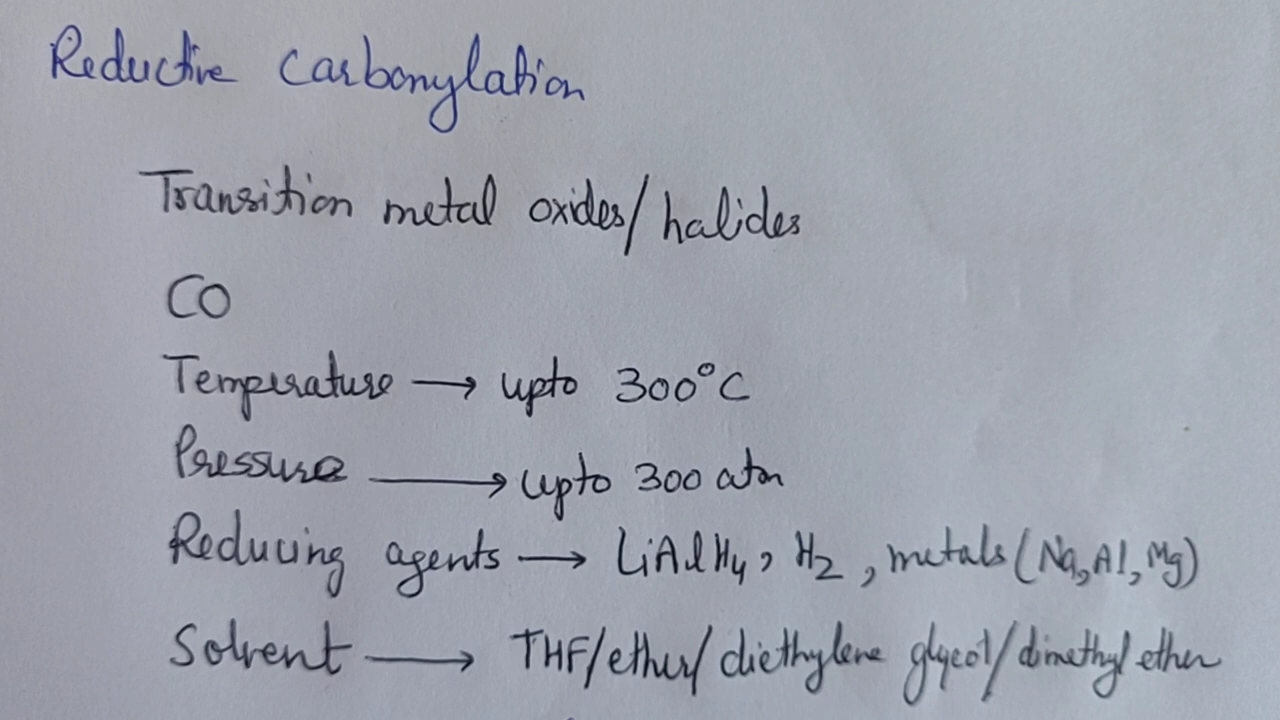 Reductive Carbonylation
Transition metal oxides/halides
CO
Temperature → upto 300°C
Pressure → upto 300 atm
Reducing agents → LiAlH4, H2, metals (Na, Al, Mg)
Solvent → THF/ether/diethylene glycol/dimethyl ether